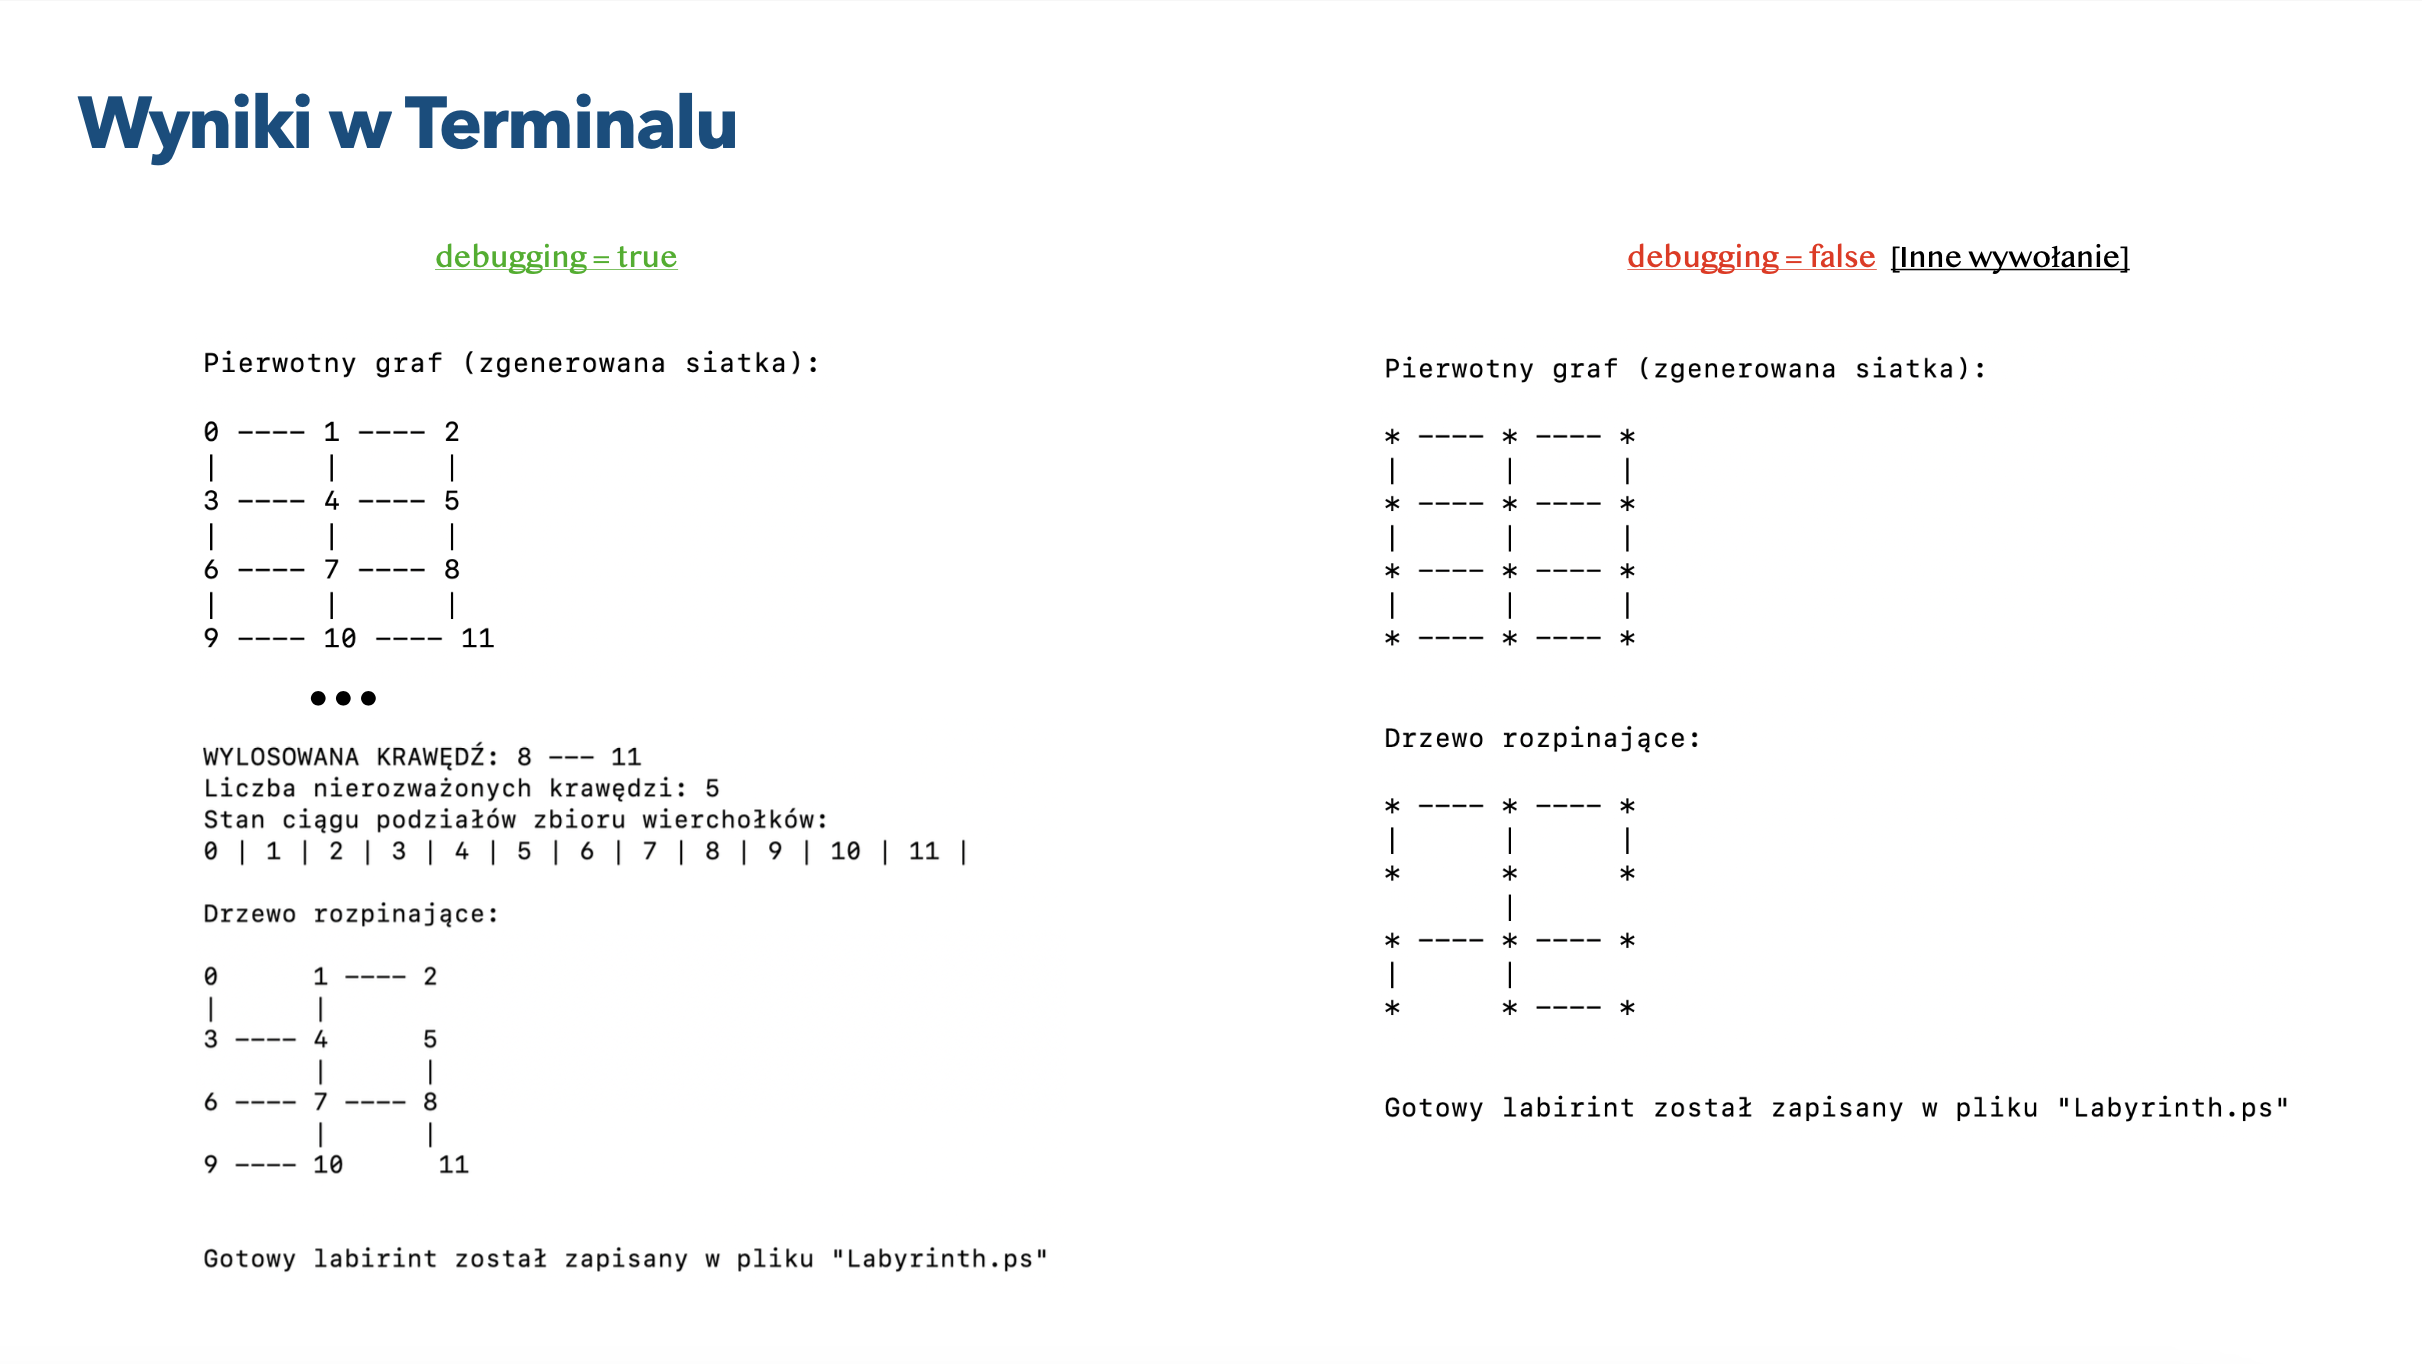 Wyniki w Terminalu
debugging = true
Pierwotny graf (zgenerowana siatka):
0 ---- 1 ---- 2
|      |      |
3 ---- 4 ---- 5
|      |      |
6 ---- 7 ---- 8
|      |      |
9 ---- 10 ---- 11
•••
WYLOSOWANA KRAWĘDŹ: 8 --- 11
Liczba nierozważonych krawędzi: 5
Stan ciągu podziałów zbioru wierchołków:
0 | 1 | 2 | 3 | 4 | 5 | 6 | 7 | 8 | 9 | 10 | 11 |
Drzewo rozpinające:
0      1 ---- 2
|      |
3 ---- 4      5
       |      |
6 ---- 7 ---- 8
       |      |
9 ---- 10      11
Gotowy labirint został zapisany w pliku "Labyrinth.ps"
debugging = false [Inne wywołanie]
Pierwotny graf (zgenerowana siatka):
* ---- * ---- *
|      |      |
* ---- * ---- *
|      |      |
* ---- * ---- *
|      |      |
* ---- * ---- *
Drzewo rozpinające:
* ---- * ---- *
|      |      |
*      *      *
       |
* ---- * ---- *
|      |
*      * ---- *
Gotowy labirint został zapisany w pliku "Labyrinth.ps"